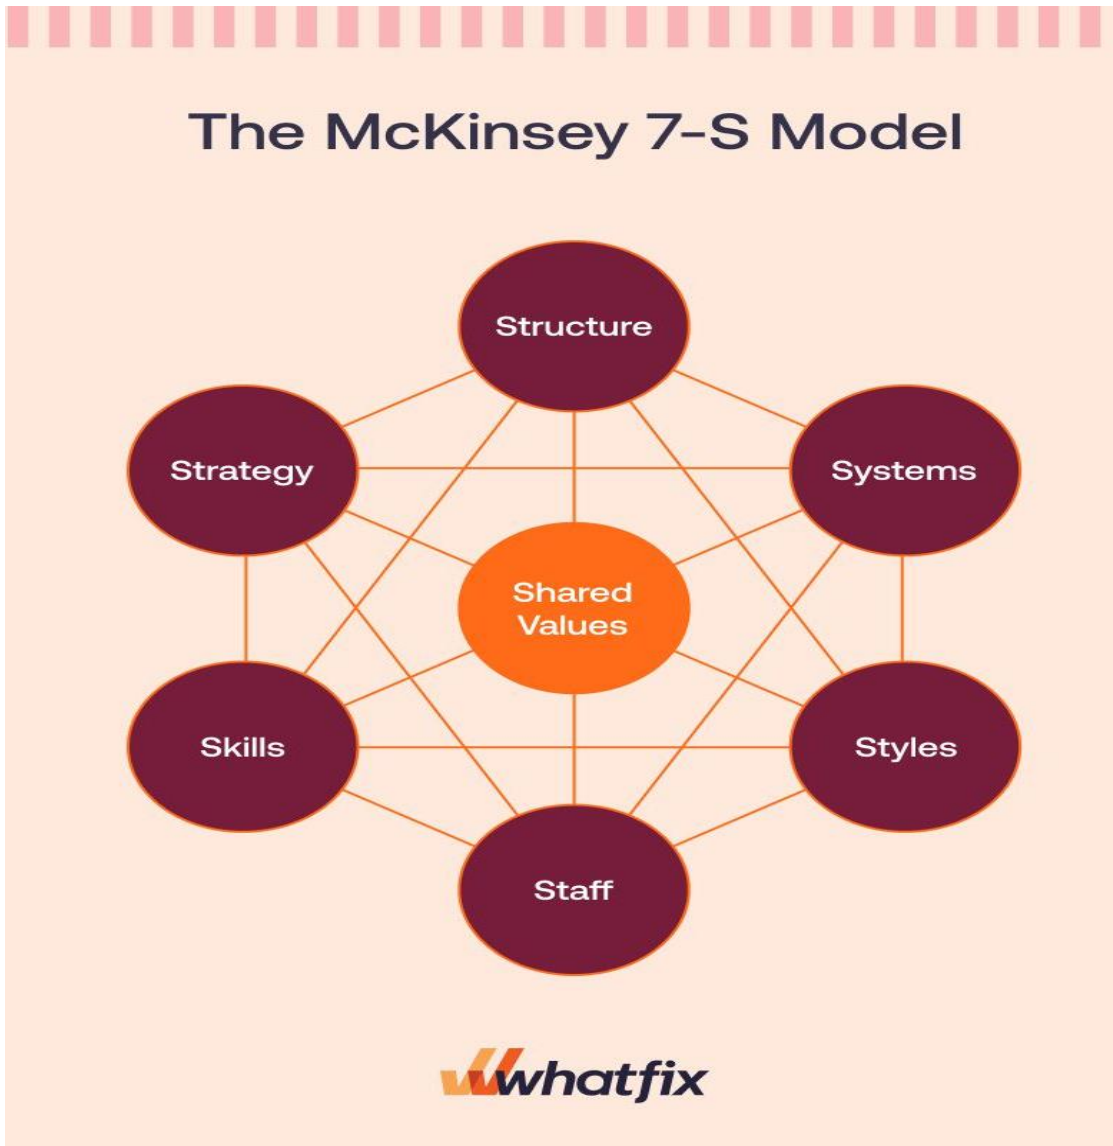 The McKinsey 7-S Model
Structure
Strategy
Systems
Shared
Values
Skills
Styles
Staff
whatfix